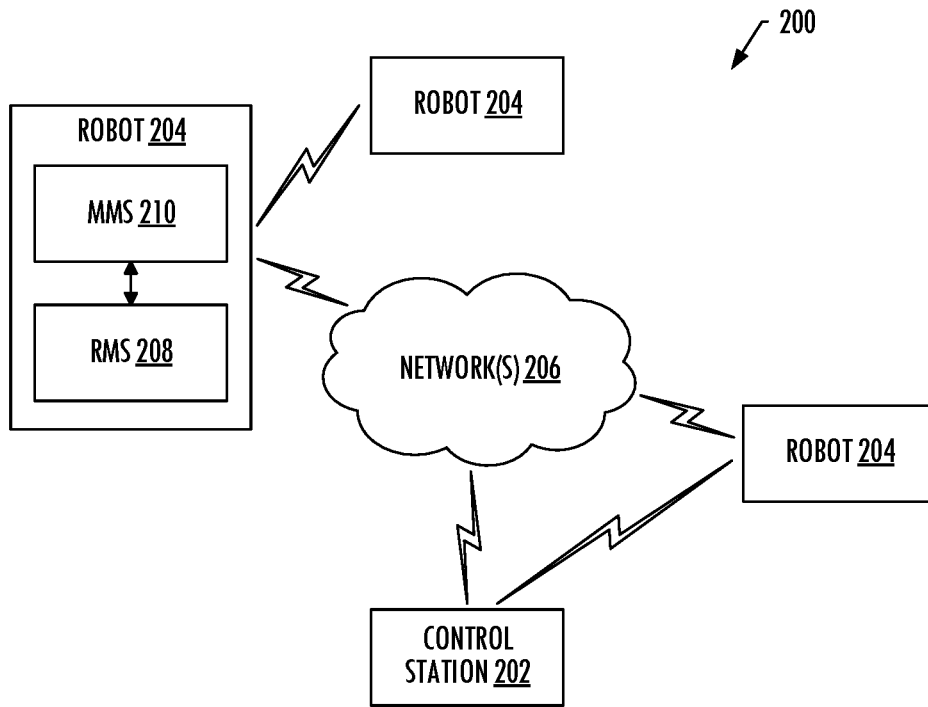 200
ROBOT 204
ROBOT 204
MMS 210
RMS 208
NETWORK(S) 206
ROBOT 204
CONTROL
STATION 202